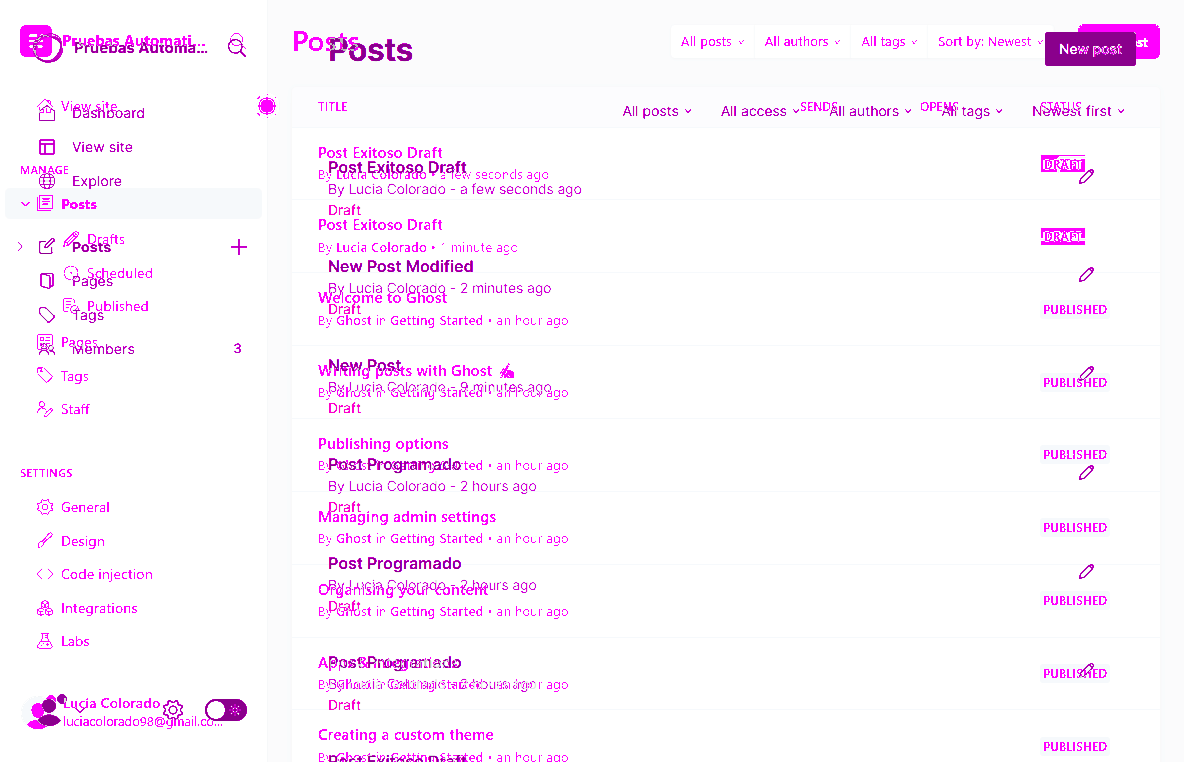 Pruebas Automati...
Pruebas Automa...
View site
Dashboard
View site
MANAGE
Explore
Posts
Drafts
Posts
Scheduled
Pages
Published
Tags
Pages
Members 3
Tags
Staff
SETTINGS
General
Design
Code injection
Integrations
Labs
Lucia Colorado
luciacolorado98@gmail.co...
Posts
Posts
All posts All authors All tags Sort by: Newest
New post
TITLE SENDS OPENS STATUS
All posts All access All authors All tags Newest first
Post Exitoso Draft
DRAFT
Post Exitoso Draft
By Lucia Colorado • a few seconds ago
By Lucia Colorado - a few seconds ago
Draft
Post Exitoso Draft
DRAFT
By Lucia Colorado • 1 minute ago
New Post Modified
By Lucia Colorado - 2 minutes ago
Welcome to Ghost
Draft
PUBLISHED
By Ghost in Getting Started • an hour ago
New Post
Writing posts with Ghost ✍️
PUBLISHED
By Lucia Colorado - 9 minutes ago
By Ghost in Getting Started • an hour ago
Draft
Publishing options
PUBLISHED
Post Programado
By Ghost in Getting Started • an hour ago
By Lucia Colorado - 2 hours ago
Draft
Managing admin settings
PUBLISHED
By Ghost in Getting Started • an hour ago
Post Programado
By Lucia Colorado - 2 hours ago
Organising your content
PUBLISHED
Draft
By Ghost in Getting Started • an hour ago
Post Programado
PUBLISHED
Draft
Creating a custom theme
PUBLISHED
By Ghost in Getting Started • an hour ago